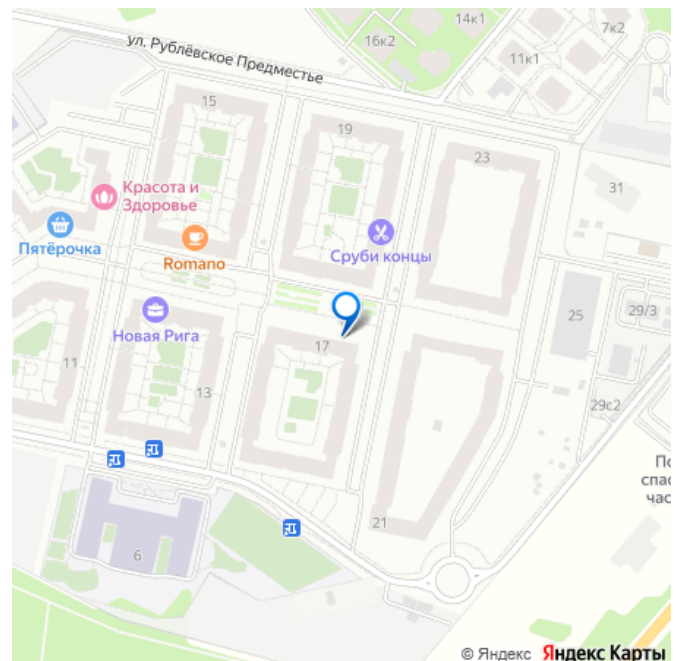 14к1
7к2
16к2
ул. Рублёвское Предместье
11к1
15
19
23
31
Красота и
Здоровье
Пятёрочка
Romano
Сруби концы
29/3
25
Новая Рига
17
11
13
29с2
По
спас
час
21
6
© Яндекс Яндекс Карты